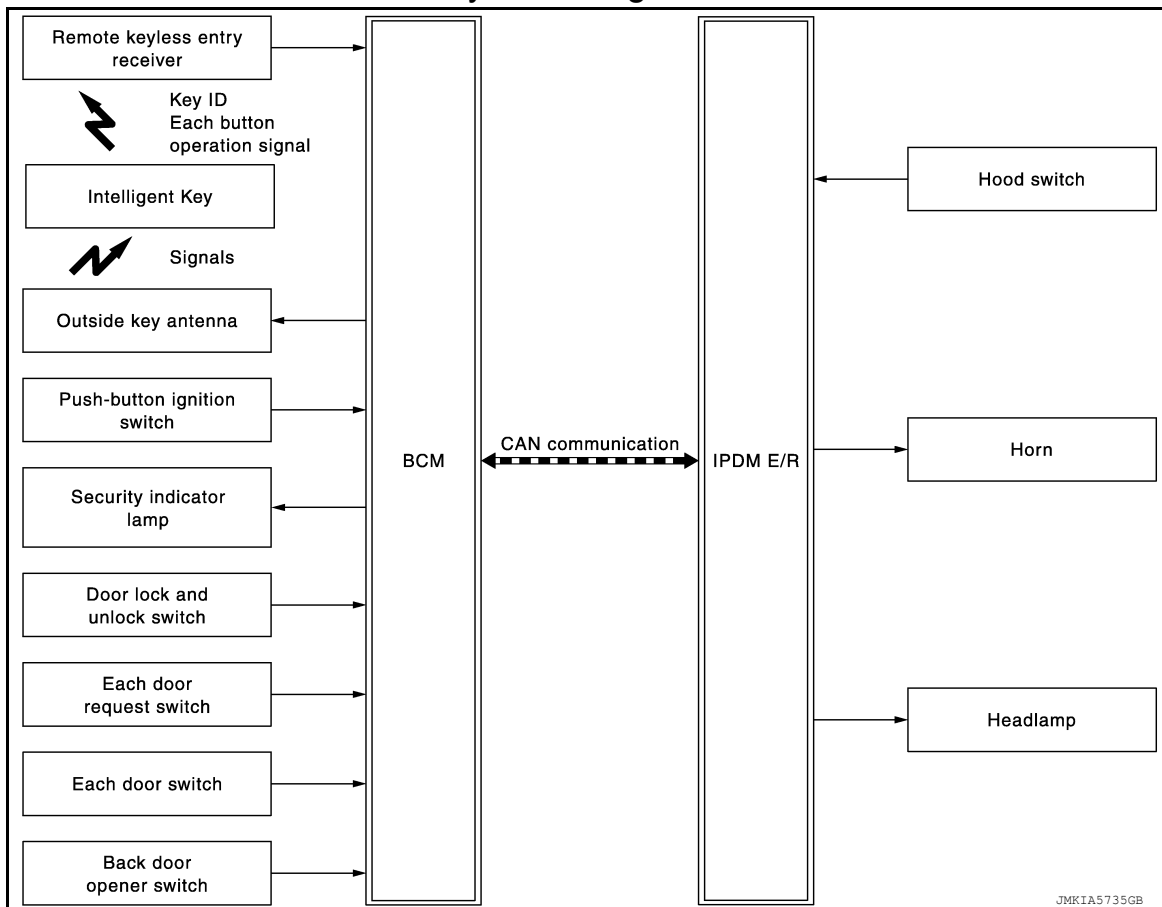 Remote keyless entry
receiver
Key ID
Each button
operation signal
Intelligent Key
Signals
Outside key antenna
Push-button ignition
switch
Security indicator
lamp
Door lock and
unlock switch
Each door
request switch
Each door switch
Back door
opener switch
BCM
CAN communication
IPDM E/R
Hood switch
Horn
Headlamp
JMKIA5735GB